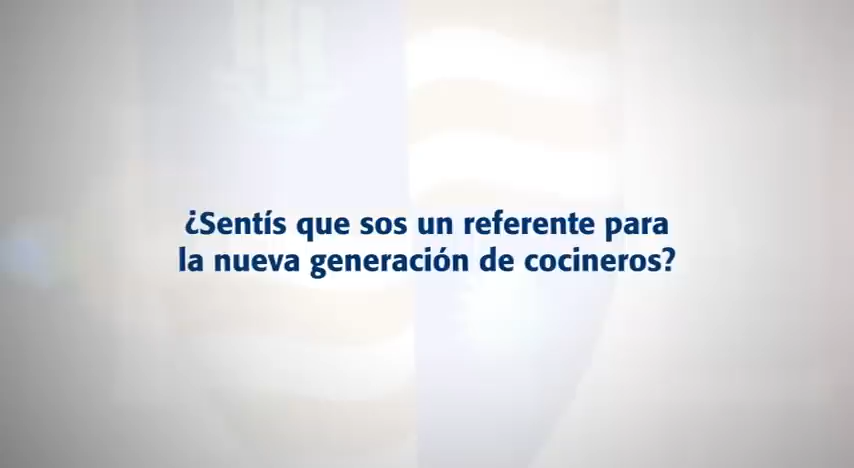 ¿Sentís que sos un referente para
la nueva generación de cocineros?